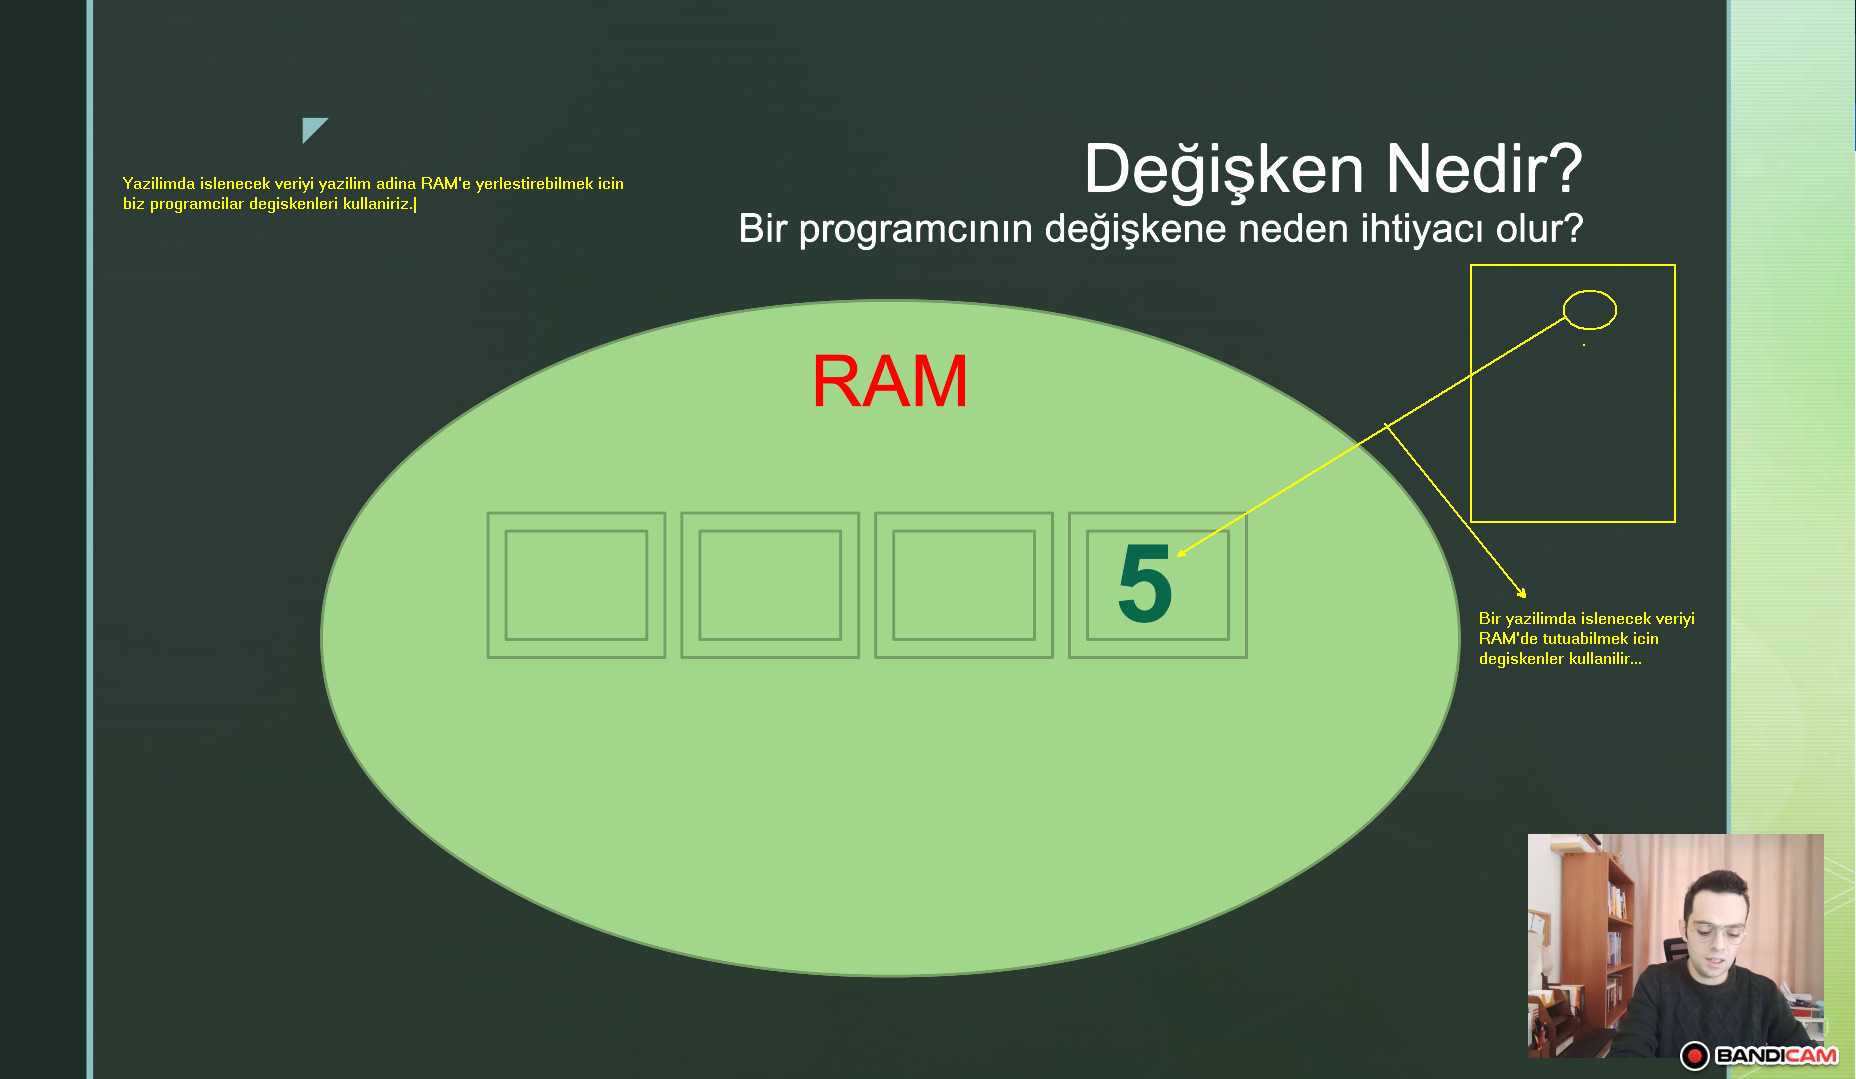 Değişken Nedir?
Bir programcının değişkene neden ihtiyacı olur?
Yazilimda islenecek veriyi yazilim adina RAM'e yerlestirebilmek icin
biz programcilar degiskenleri kullaniriz.
RAM
5
Bir yazilimda islenecek veriyi
RAM'de tutuabilmek icin
degiskenler kullanilir...
BANDICAM